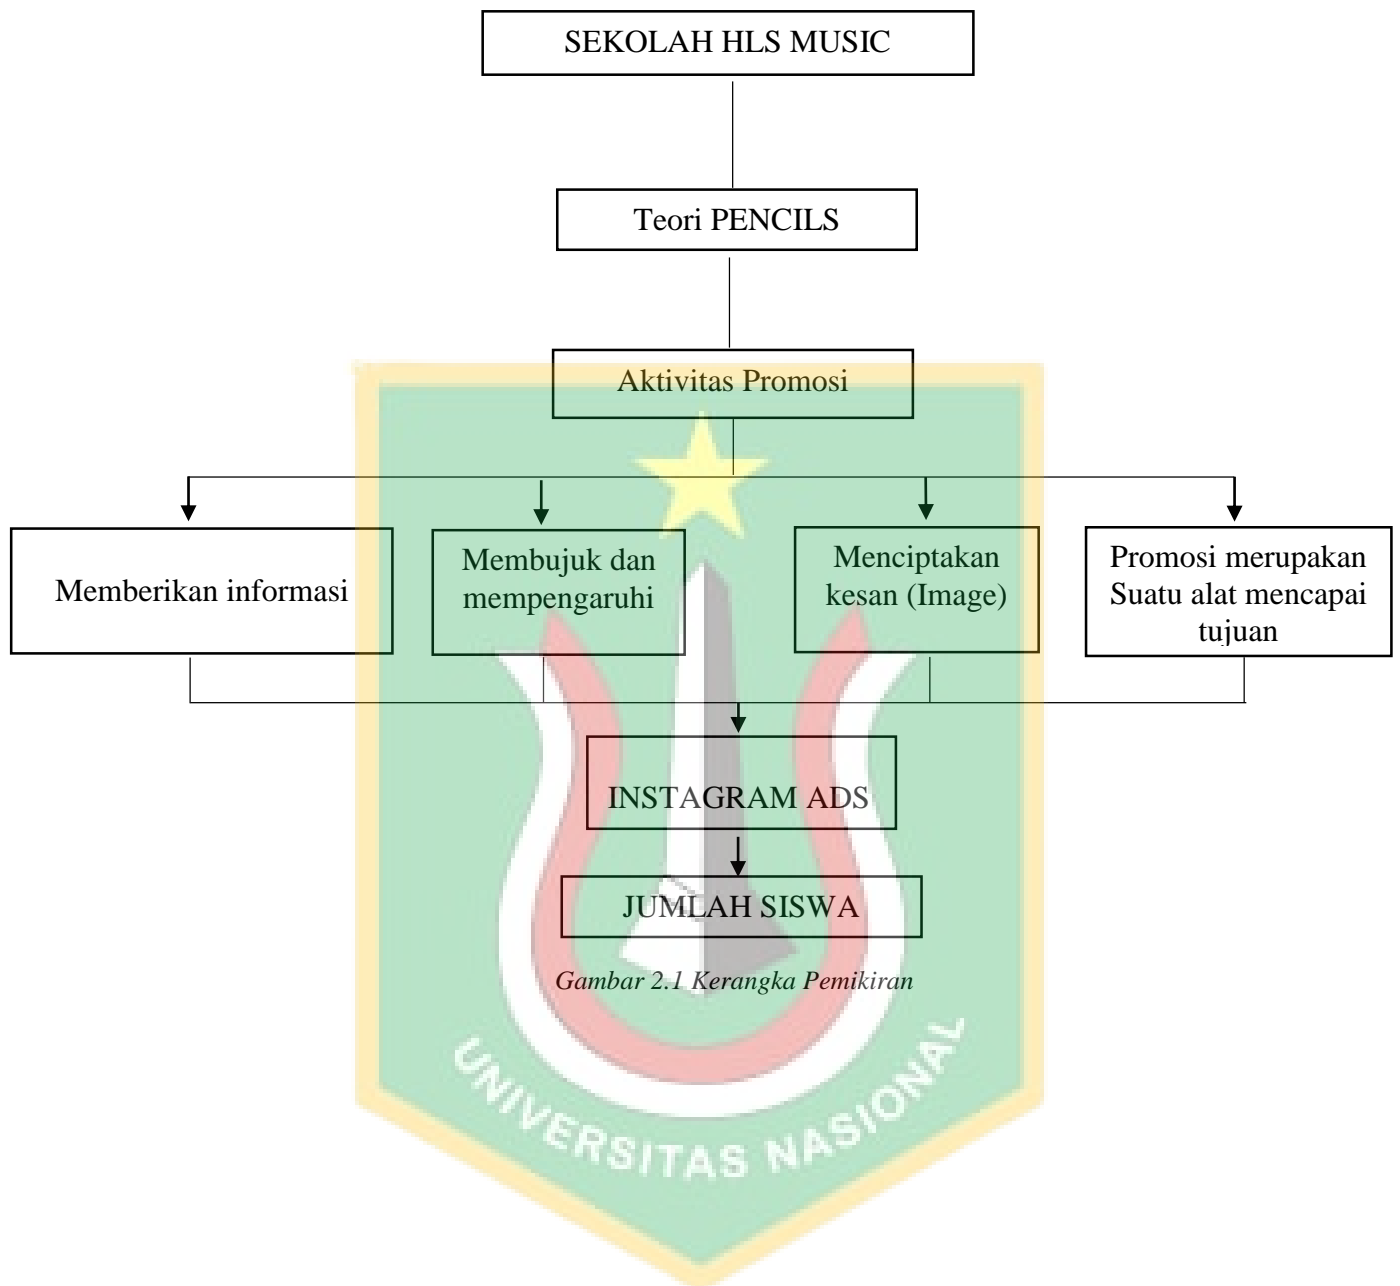 SEKOLAH HLS MUSIC
Teori PENCILS
Aktivitas Promosi
Memberikan informasi
Membujuk dan
mempengaruhi
Menciptakan
kesan (Image)
Promosi merupakan
Suatu alat mencapai
tujuan
INSTAGRAM ADS
JUMLAH SISWA
Gambar 2.1 Kerangka Pemikiran
UNIVERSITAS NASIONAL